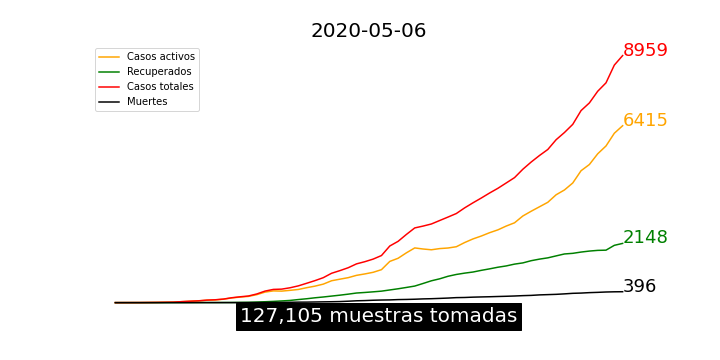 2020-05-06
Casos activos
Recuperados
Casos totales
Muertes
8959
6415
2148
396
127,105 muestras tomadas